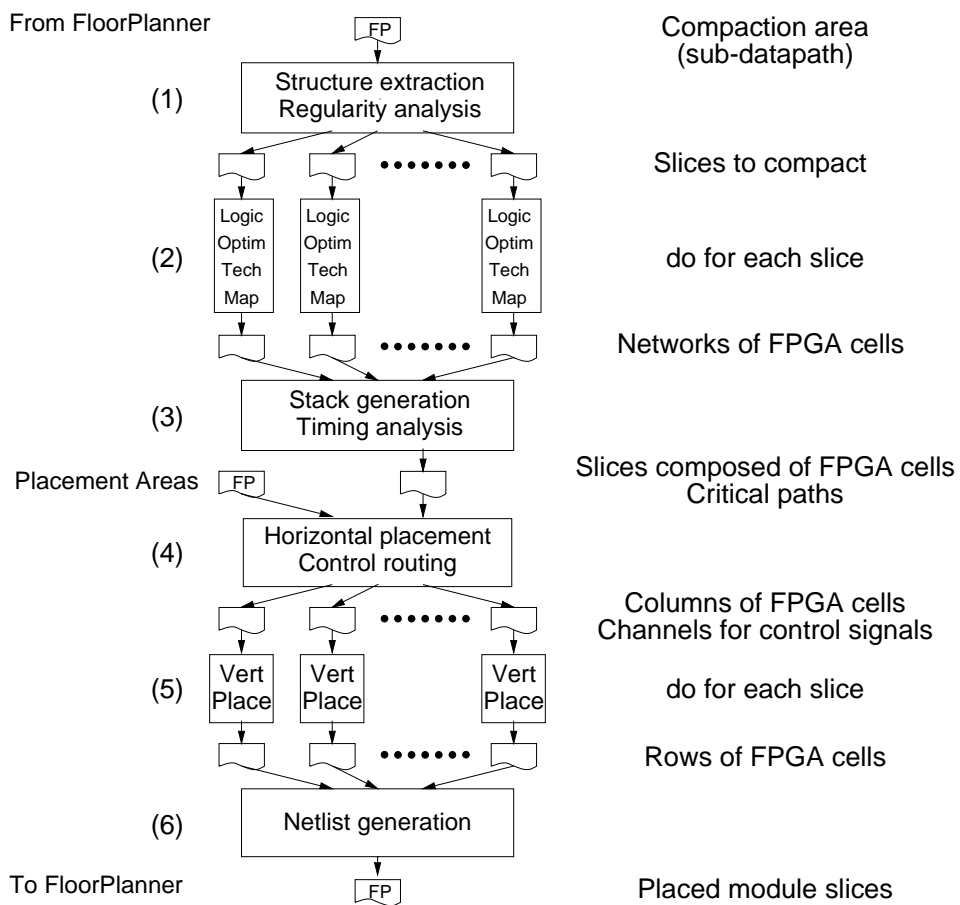 From FloorPlanner
FP
Compaction area
(sub-datapath)
(1)
Structure extraction
Regularity analysis
Slices to compact
(2)
Logic Logic Logic
Optim Optim Optim
Tech Tech Tech
Map Map Map
do for each slice
Networks of FPGA cells
(3)
Stack generation
Timing analysis
Slices composed of FPGA cells
Critical paths
Placement Areas
FP
(4)
Horizontal placement
Control routing
Columns of FPGA cells
Channels for control signals
(5)
Vert Vert Vert
Place Place Place
do for each slice
Rows of FPGA cells
(6)
Netlist generation
To FloorPlanner
FP
Placed module slices